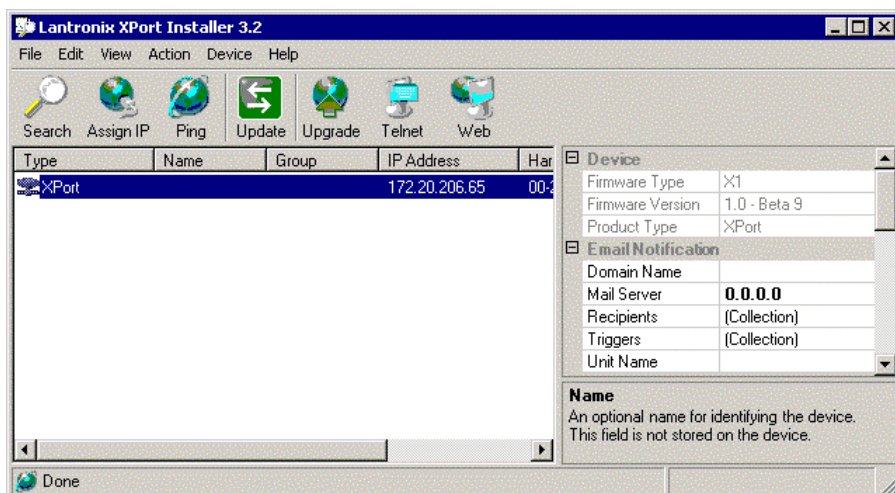 Lantronix XPort Installer 3.2
File Edit View Action Device Help
Search Assign IP Ping Update Upgrade Telnet Web
Type Name Group IP Address Har
XPort 172.20.206.65 00-2
Device
Firmware Type X1
Firmware Version 1.0 - Beta 9
Product Type XPort
Email Notification
Domain Name
Mail Server 0.0.0.0
Recipients (Collection)
Triggers (Collection)
Unit Name
Name
An optional name for identifying the device.
This field is not stored on the device.
Done